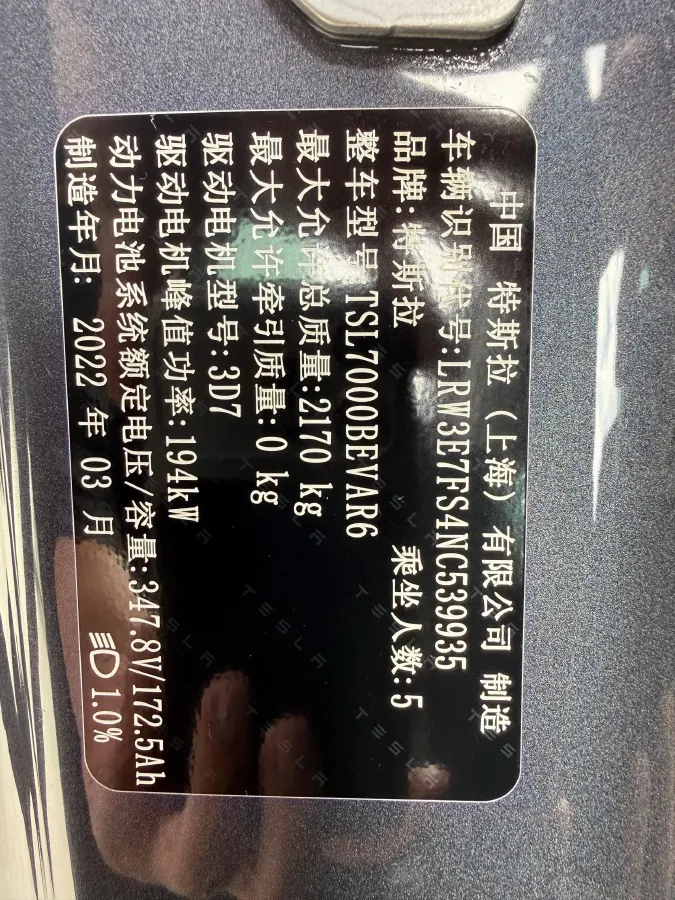 中国 特斯拉（上海）有限公司 制造
车辆识别代号:LRW3E7FS4NC539935
品牌:特斯拉 乘坐人数:5
整车型号 TSL7000BEVAR6
最大允许总质量:2170 kg
最大允许牵引质量:0 kg
驱动电机型号:3D7
驱动电机峰值功率:194kW
动力电池系统额定电压/容量:347.8V/172.5Ah
制造年月: 2022 年 03 月 1.0%